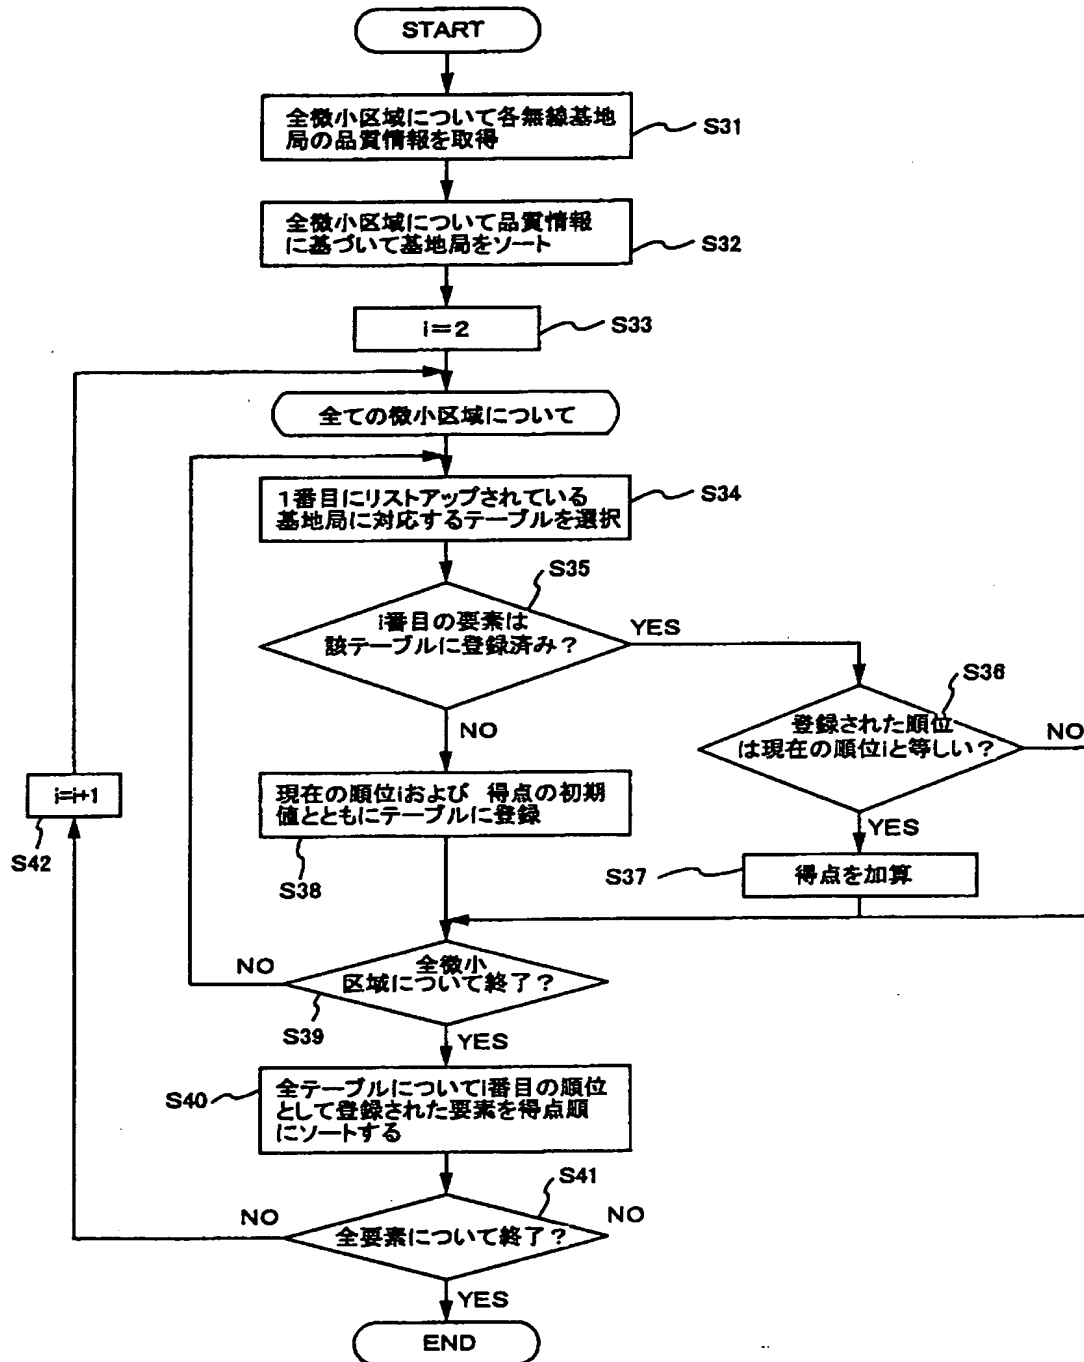 START
全微小区域について各無線基地
局の品質情報を取得
S31
全微小区域について品質情報
に基づいて基地局をソート
S32
i=2
S33
全ての微小区域について
1番目にリストアップされている
基地局に対応するテーブルを選択
S34
S35
i番目の要素は
該テーブルに登録済み?
YES
NO
S36
登録された順位
は現在の順位iと等しい?
NO
YES
S37
得点を加算
現在の順位iおよび 得点の初期
値とともにテーブルに登録
S38
i=i+1
S42
全微小
区域について終了?
NO
S39
YES
S40
全テーブルについてi番目の順位
として登録された要素を得点順
にソートする
S41
NO
全要素について終了?
NO
YES
END